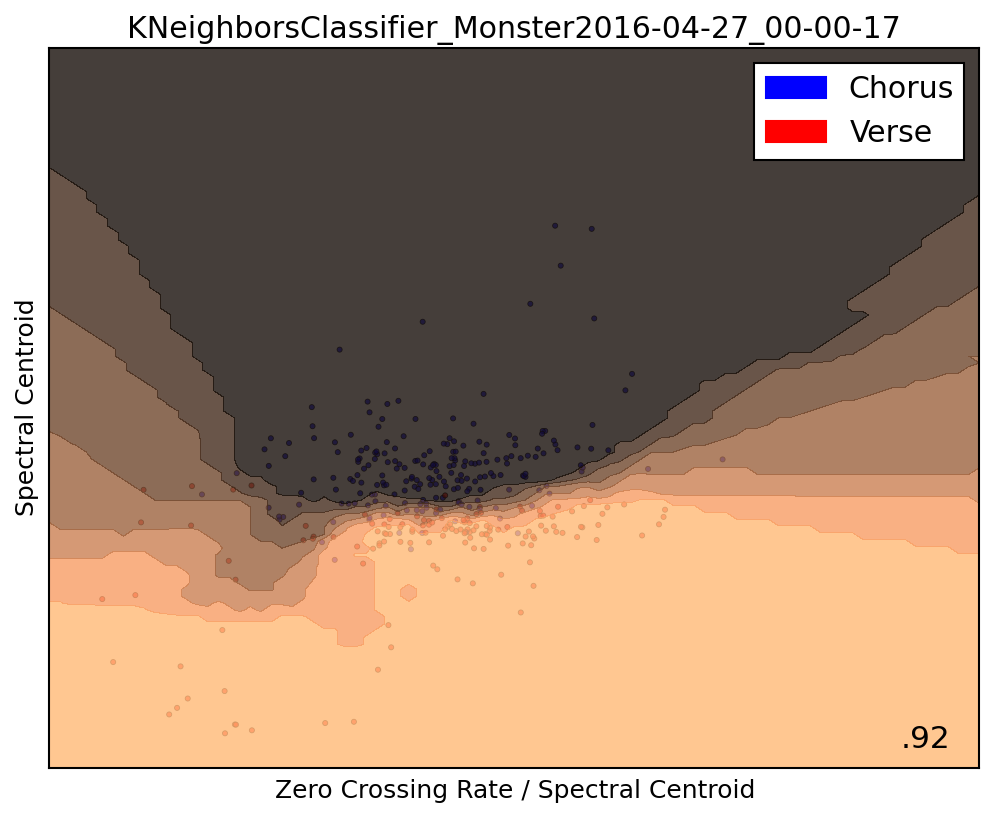 KNeighborsClassifier_Monster2016-04-27_00-00-17
Chorus
Verse
Spectral Centroid
.92
Zero Crossing Rate / Spectral Centroid